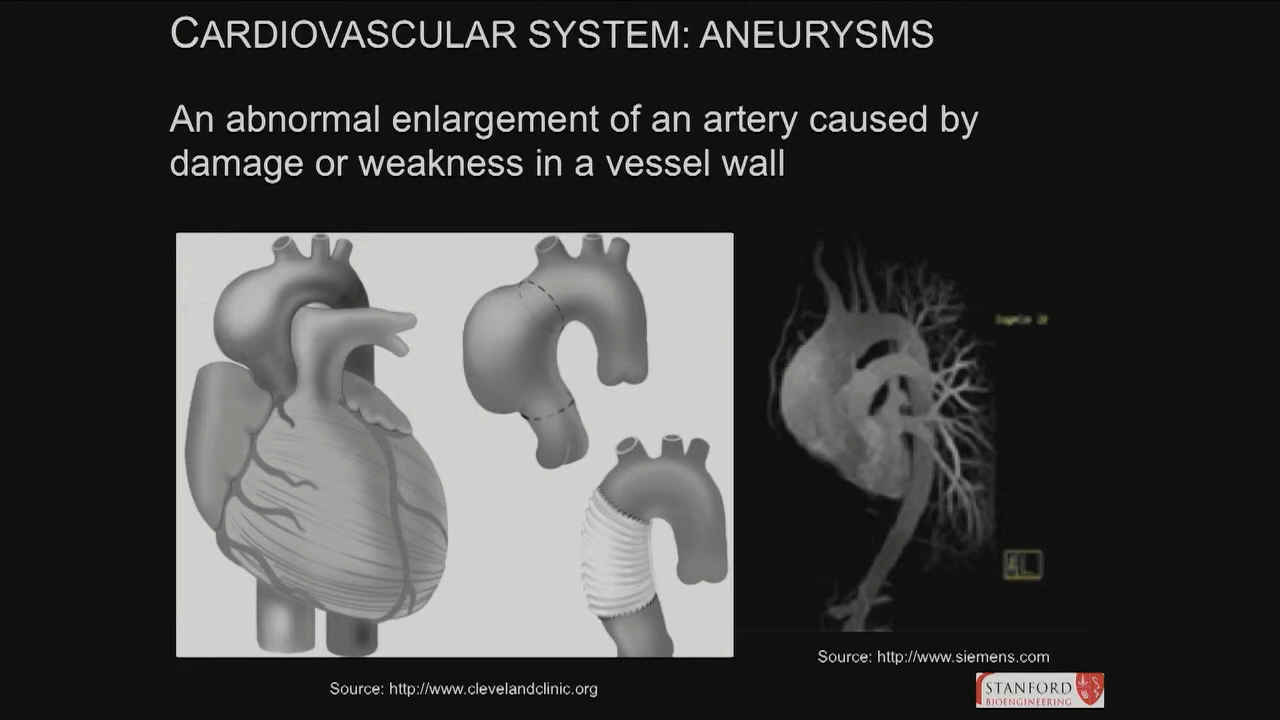 CARDIOVASCULAR SYSTEM: ANEURYSMS
An abnormal enlargement of an artery caused by
damage or weakness in a vessel wall
Source: http://www.clevelandclinic.org
Source: http://www.siemens.com
STANFORD
BIOENGINEERING